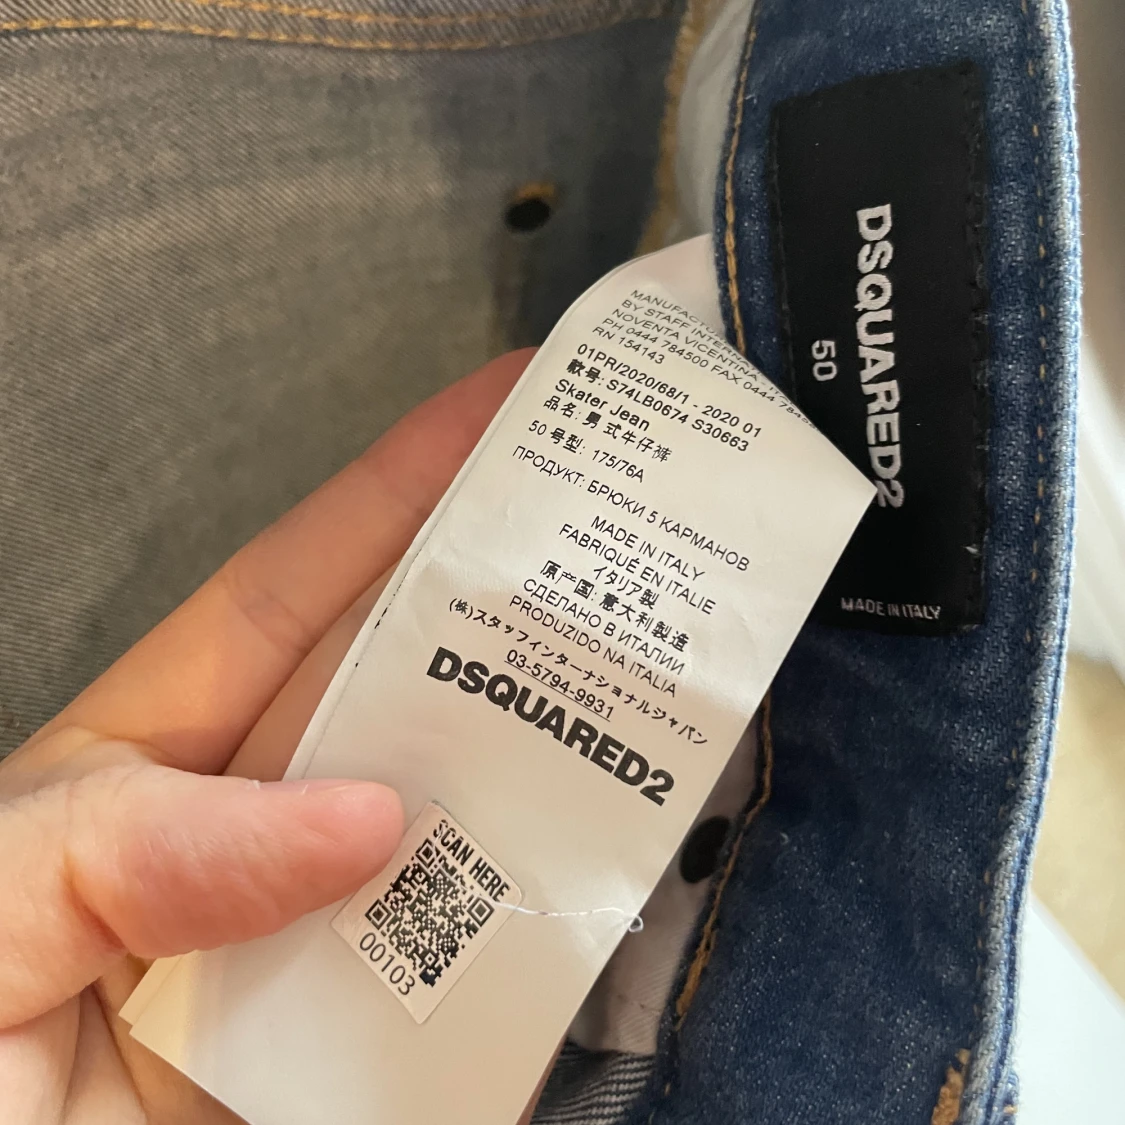 MANUFACTUR
BY STAFF INTERNA
NOVENTA VICENTINA - IT
PH 0444 784500 FAX 0444 784
RN 154143
01PR/2020/68/1 - 2020 01
款号: S74LB0674 S30663
Skater Jean
品名: 男式牛仔裤
50 号型: 175/76A
ПРОДУКТ: БРЮКИ 5 КАРМАНОВ
MADE IN ITALY
FABRIQUÉ EN ITALIE
イタリア製
原产国: 意大利製造
СДЕЛАНО В ИТАЛИИ
PRODUZIDO NA ITALIA
(株)スタッフインターナショナルジャパン
03-5794-9931
DSQUARED2
SCAN HERE
00103
DSQUARED2
50
MADE IN ITALY